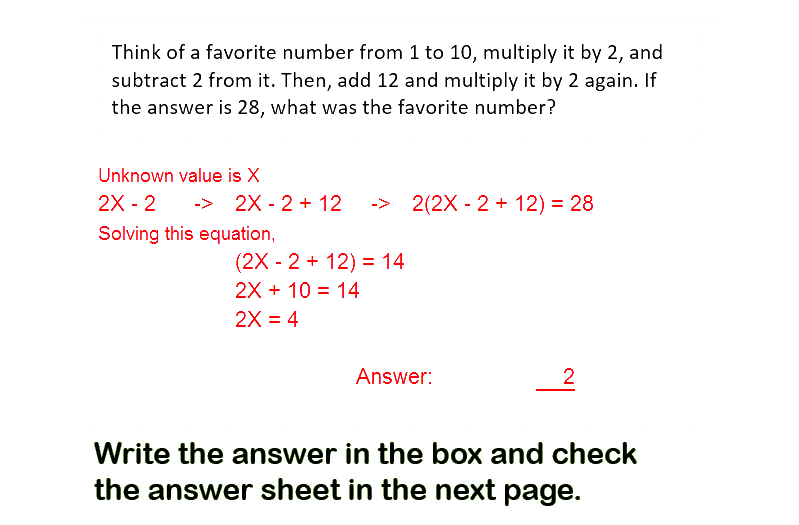 Think of a favorite number from 1 to 10, multiply it by 2, and
subtract 2 from it. Then, add 12 and multiply it by 2 again. If
the answer is 28, what was the favorite number?
Unknown value is X
2X - 2 -> 2X - 2 + 12 -> 2(2X - 2 + 12) = 28
Solving this equation,
(2X - 2 + 12) = 14
2X + 10 = 14
2X = 4
Answer: 2
Write the answer in the box and check
the answer sheet in the next page.